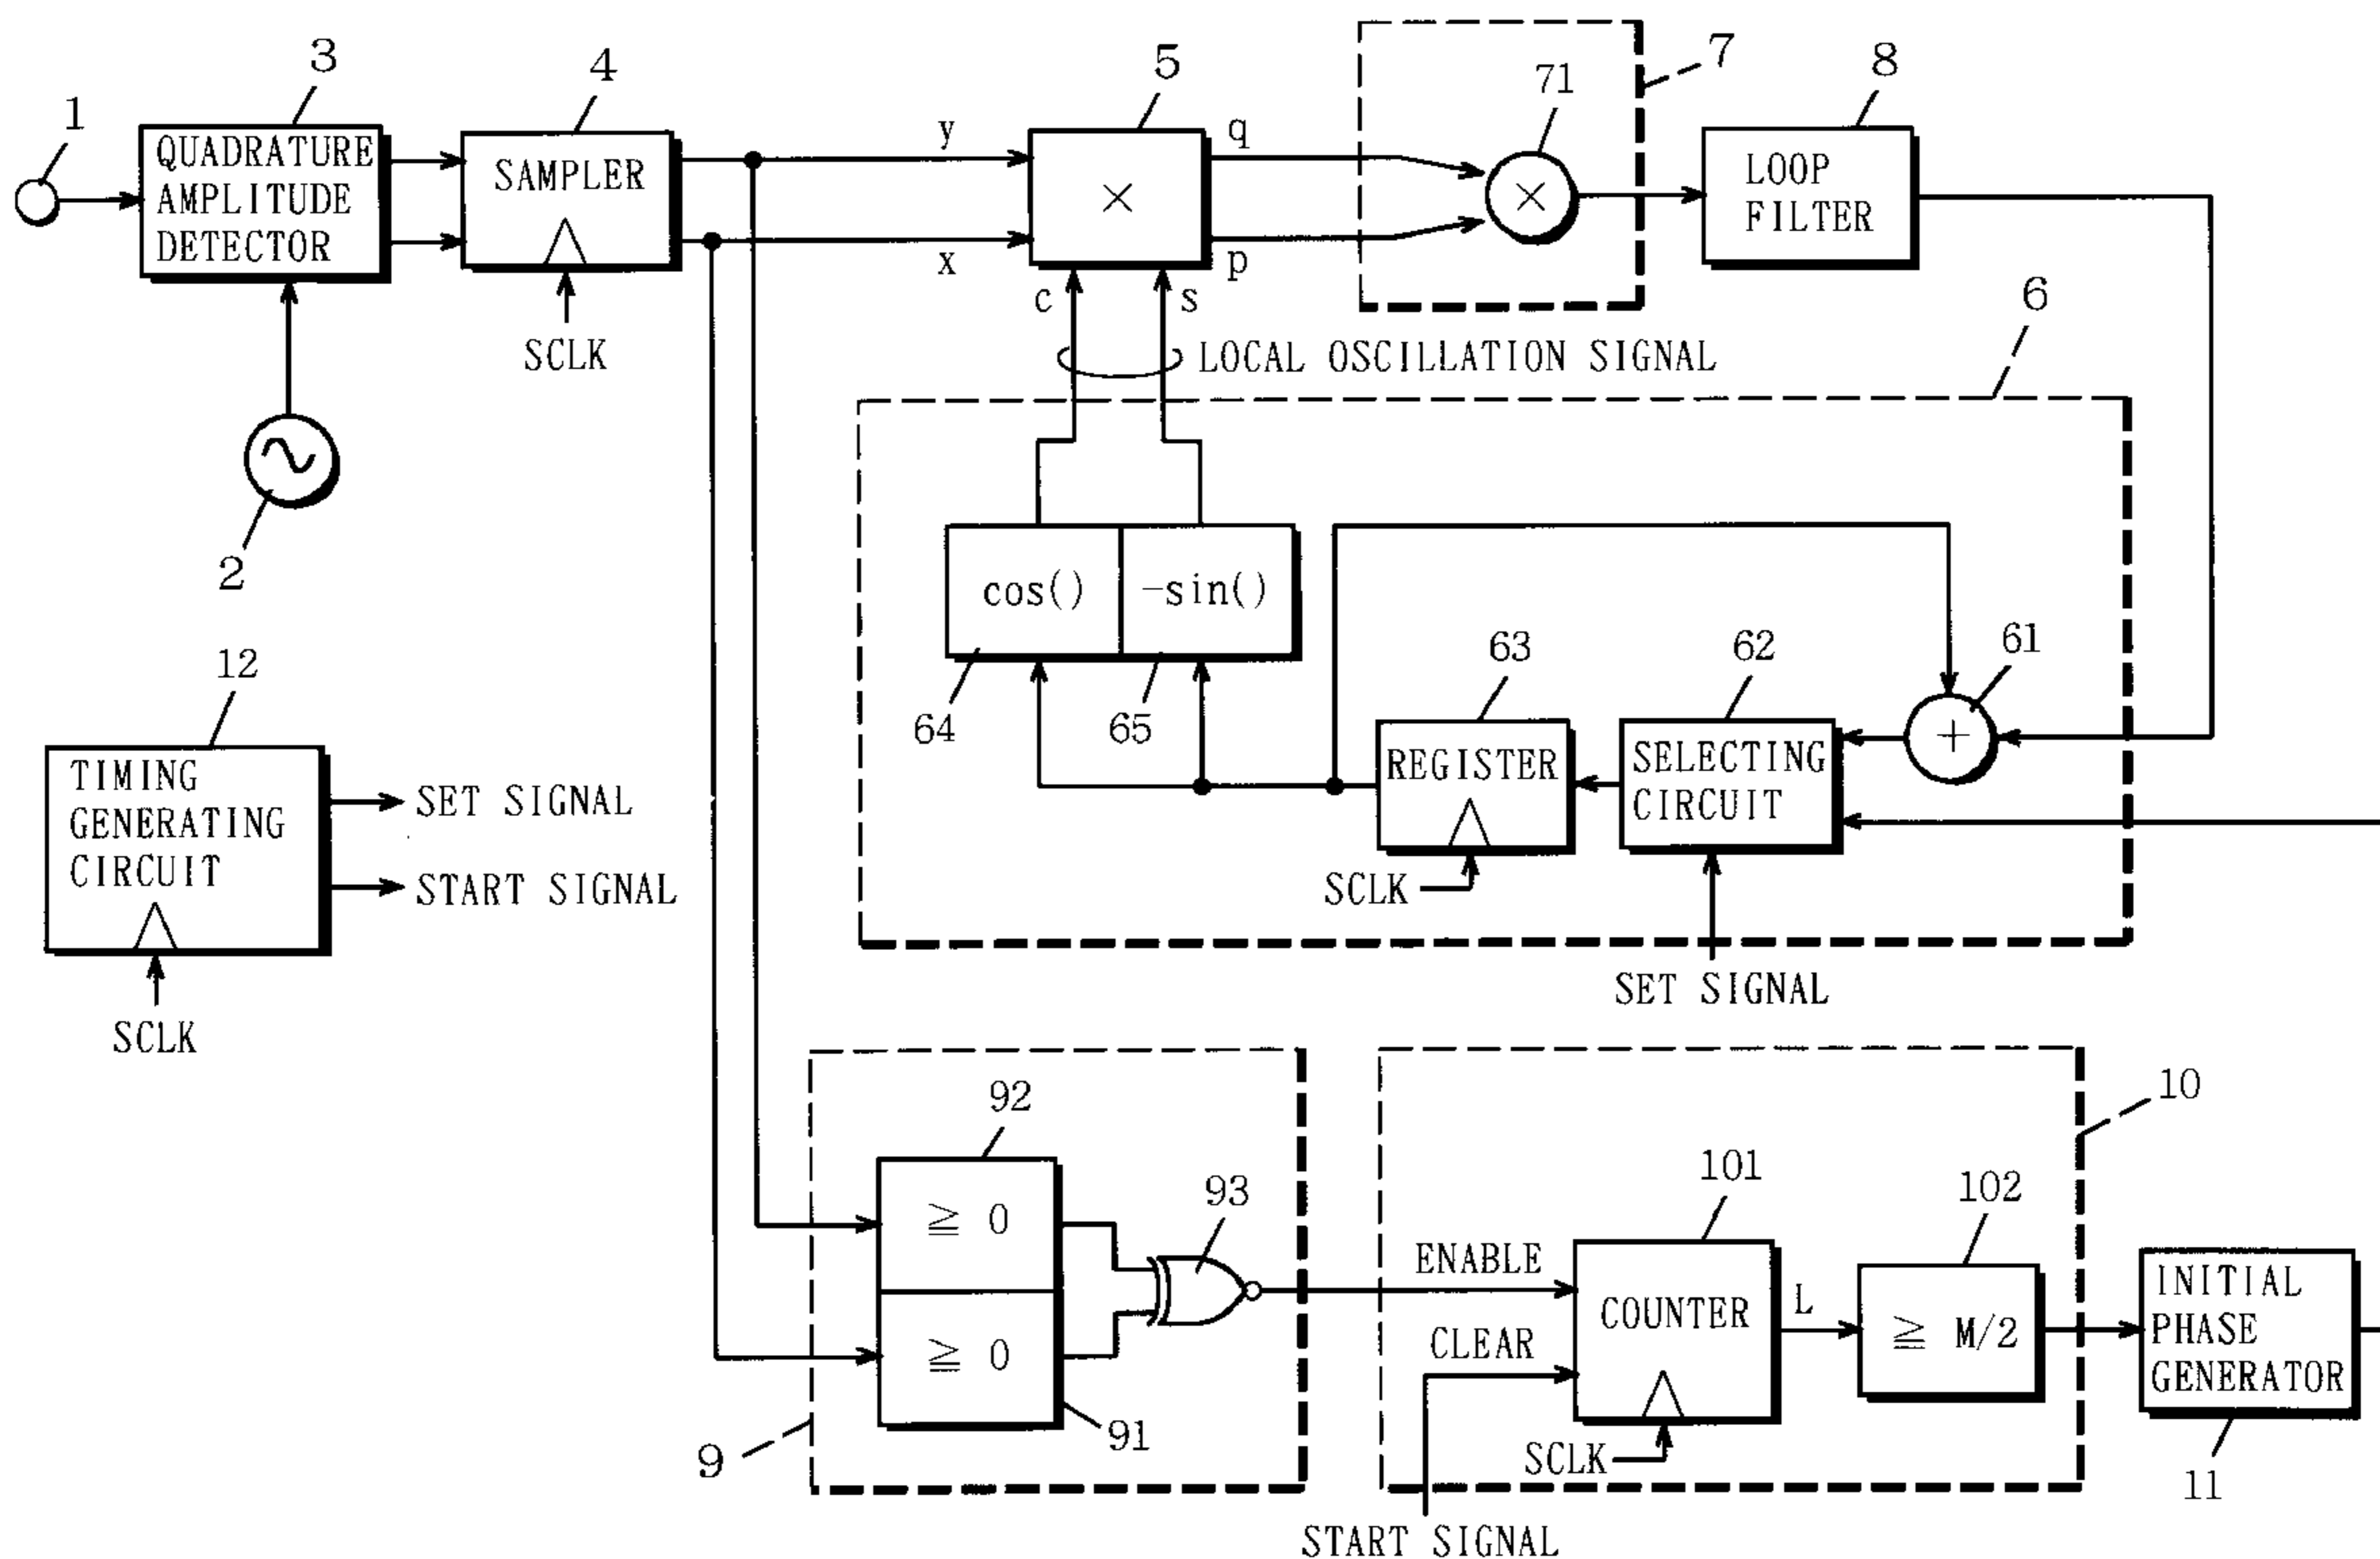 1
3
QUADRATURE
AMPLITUDE
DETECTOR
4
SAMPLER
SCLK
2
y
x
5
×
q
p
c
s
LOCAL OSCILLATION SIGNAL
7
71
×
8
LOOP
FILTER
6
cos()
-sin()
64
65
63
REGISTER
SCLK
62
SELECTING
CIRCUIT
61
+
SET SIGNAL
12
TIMING
GENERATING
CIRCUIT
SET SIGNAL
START SIGNAL
SCLK
9
92
≧ 0
≧ 0
91
93
10
ENABLE
CLEAR
101
COUNTER
SCLK
L
102
≧ M/2
START SIGNAL
INITIAL
PHASE
GENERATOR
11